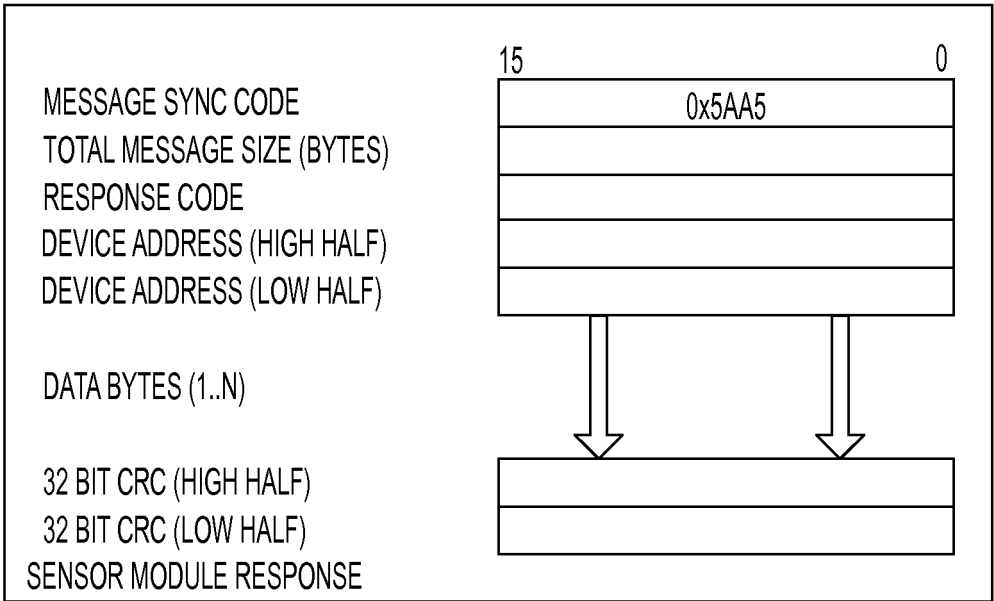 15 0
MESSAGE SYNC CODE 0x5AA5
TOTAL MESSAGE SIZE (BYTES)
RESPONSE CODE
DEVICE ADDRESS (HIGH HALF)
DEVICE ADDRESS (LOW HALF)
DATA BYTES (1..N)
32 BIT CRC (HIGH HALF)
32 BIT CRC (LOW HALF)
SENSOR MODULE RESPONSE